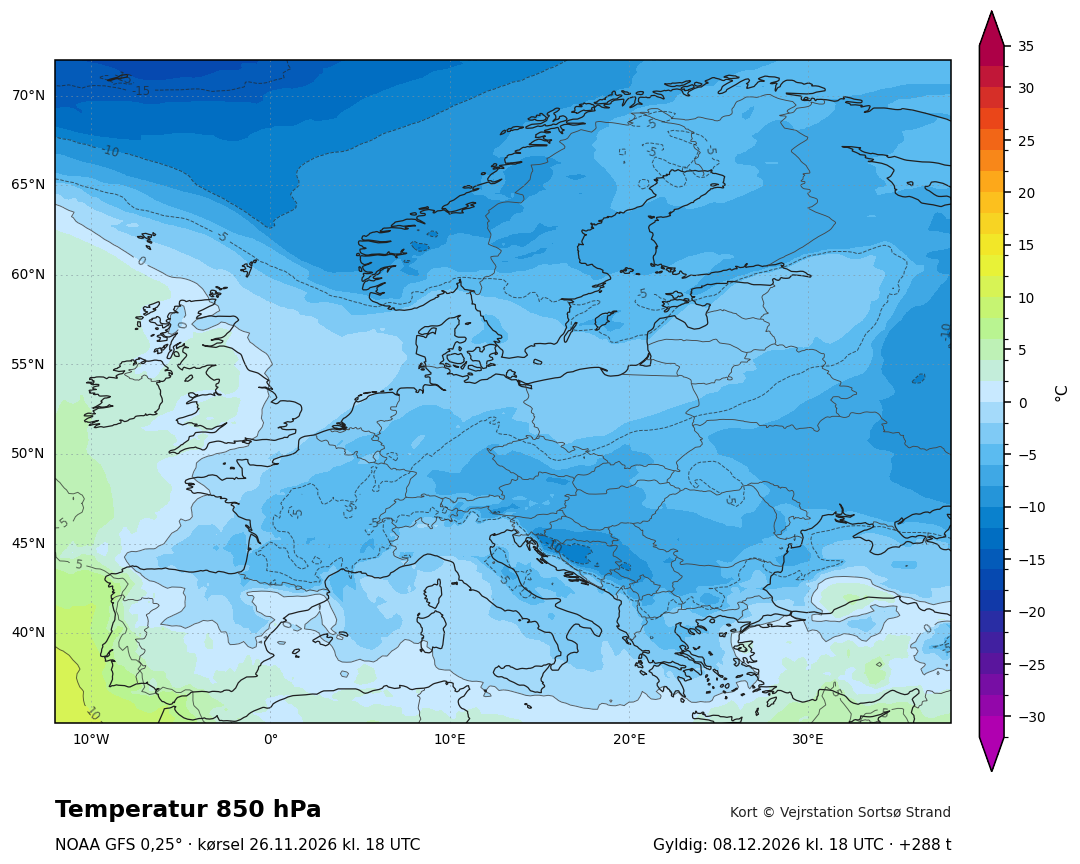 70°N
65°N
60°N
55°N
50°N
45°N
40°N
10°W
0°
10°E
20°E
30°E
35
30
25
20
15
10
5
0
−5
−10
−15
−20
−25
−30
°C
Temperatur 850 hPa
Kort © Vejrstation Sortsø Strand
NOAA GFS 0,25° · kørsel 26.11.2026 kl. 18 UTC
Gyldig: 08.12.2026 kl. 18 UTC · +288 t